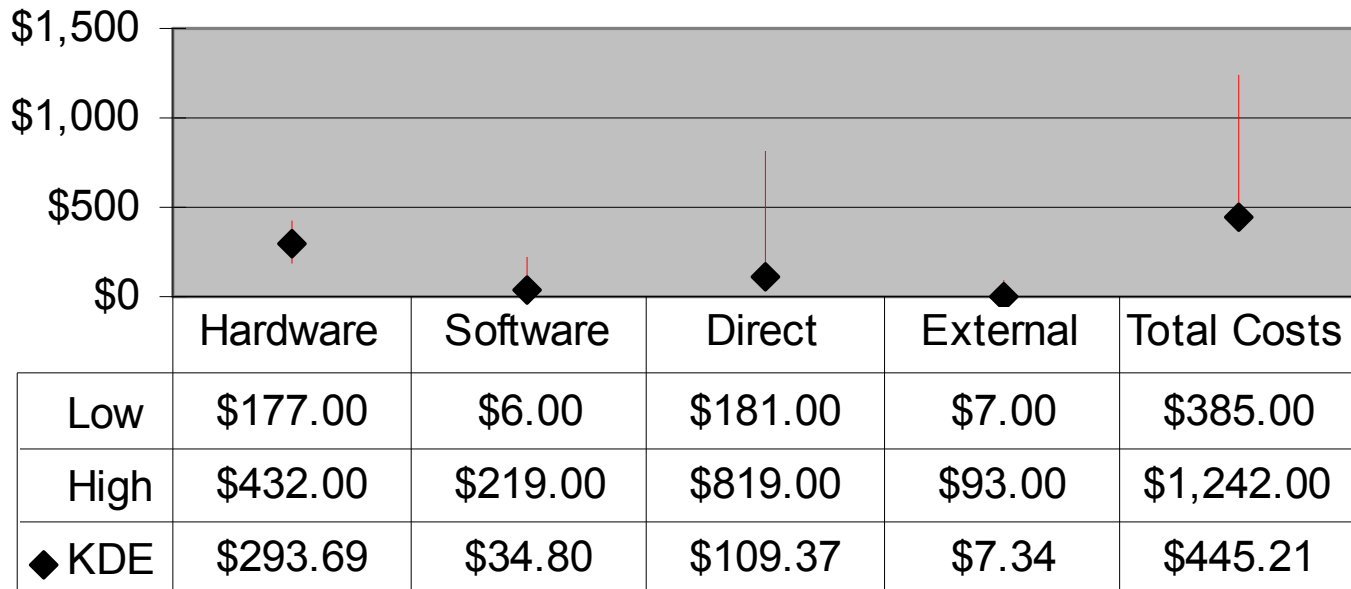 $1,500
$1,000
$500
$0
Hardware Software Direct External Total Costs
Low $177.00 $6.00 $181.00 $7.00 $385.00
High $432.00 $219.00 $819.00 $93.00 $1,242.00
KDE $293.69 $34.80 $109.37 $7.34 $445.21